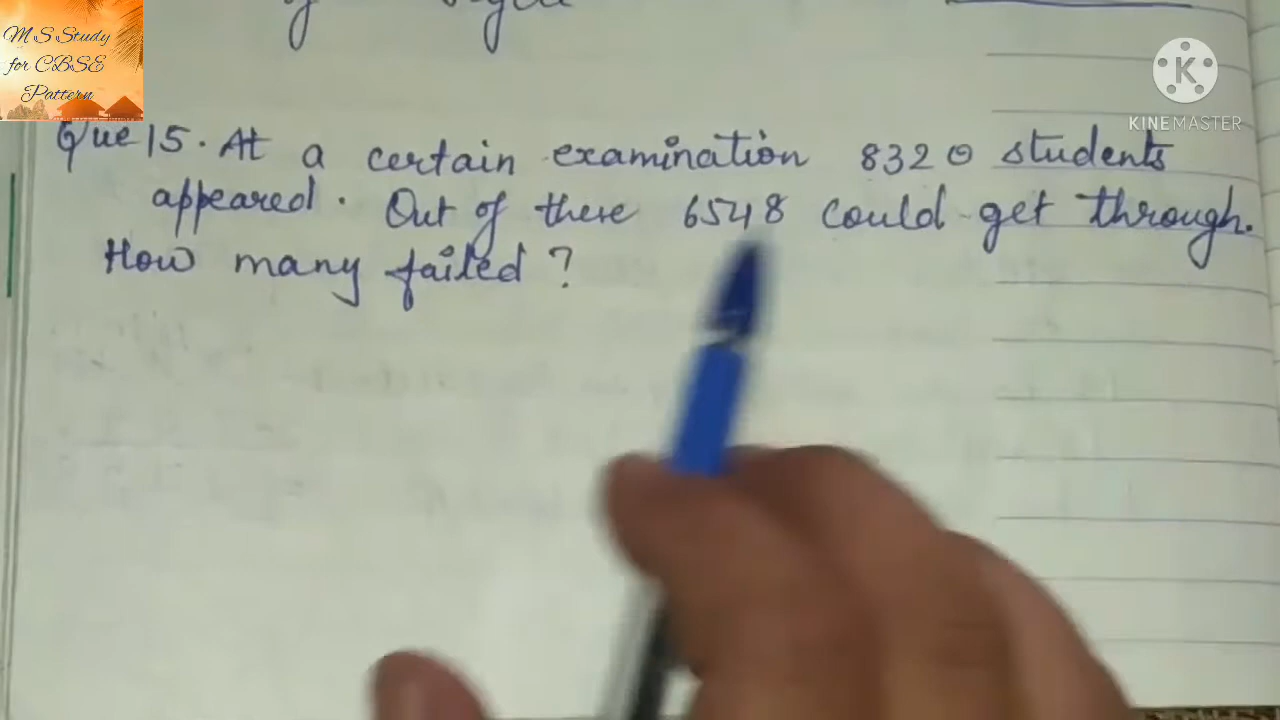 M S Study
for CBSE
Pattern
KINEMASTER
Que 15. At a certain examination 8320 students
appeared. Out of these 6548 could get through.
How many failed ?